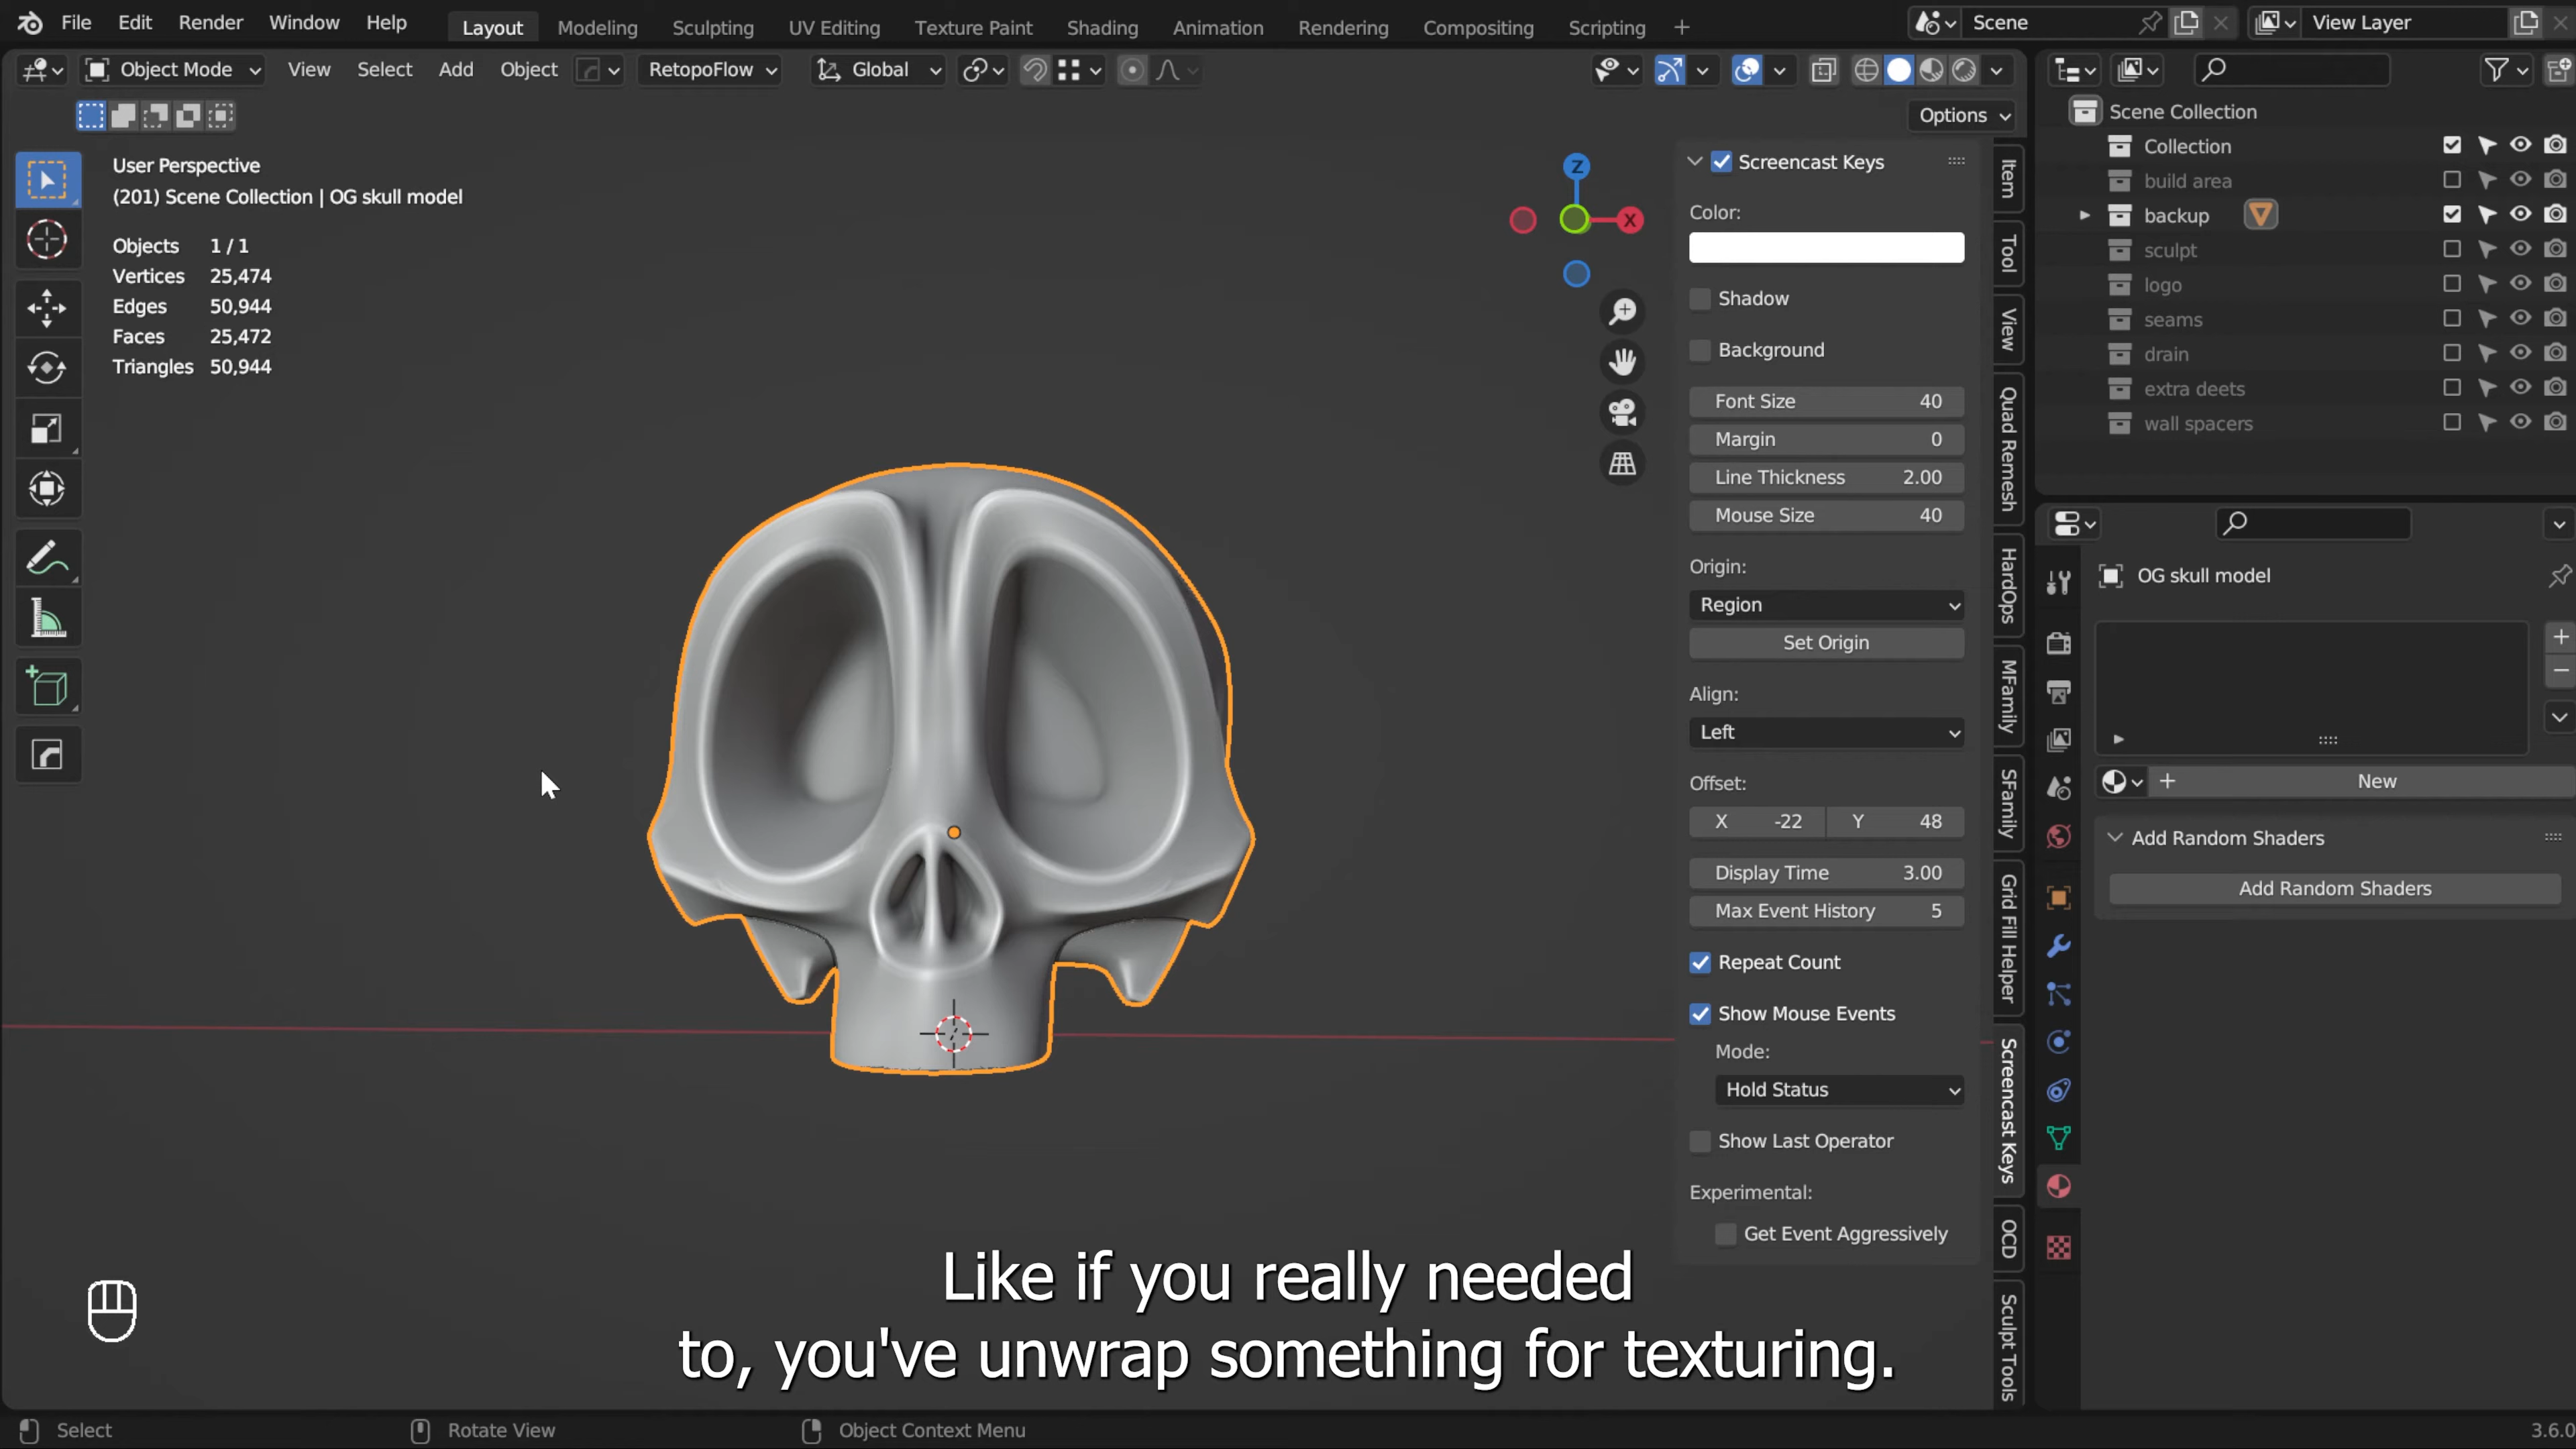 File Edit Render Window Help Layout Modeling Sculpting UV Editing Texture Paint Shading Animation Rendering Compositing Scripting + Scene View Layer
Object Mode View Select Add Object RetopoFlow Global
Options
User Perspective
(201) Scene Collection | OG skull model
Objects 1 / 1
Vertices 25,474
Edges 50,944
Faces 25,472
Triangles 50,944
Z
X
Screencast Keys
Color:
Shadow
Background
Font Size 40
Margin 0
Line Thickness 2.00
Mouse Size 40
Origin:
Region
Set Origin
Align:
Left
Offset:
X -22 Y 48
Display Time 3.00
Max Event History 5
Repeat Count
Show Mouse Events
Mode:
Hold Status
Show Last Operator
Experimental:
Get Event Aggressively
Item
Tool
View
Quad Remesh
HardOps
MFamily
SFamily
Grid Fill Helper
Screencast Keys
OCD
Sculpt Tools
Scene Collection
Collection
build area
backup
sculpt
logo
seams
drain
extra deets
wall spacers
OG skull model
+ New
Add Random Shaders
Add Random Shaders
Like if you really needed
to, you've unwrap something for texturing.
Select Rotate View Object Context Menu 3.6.0